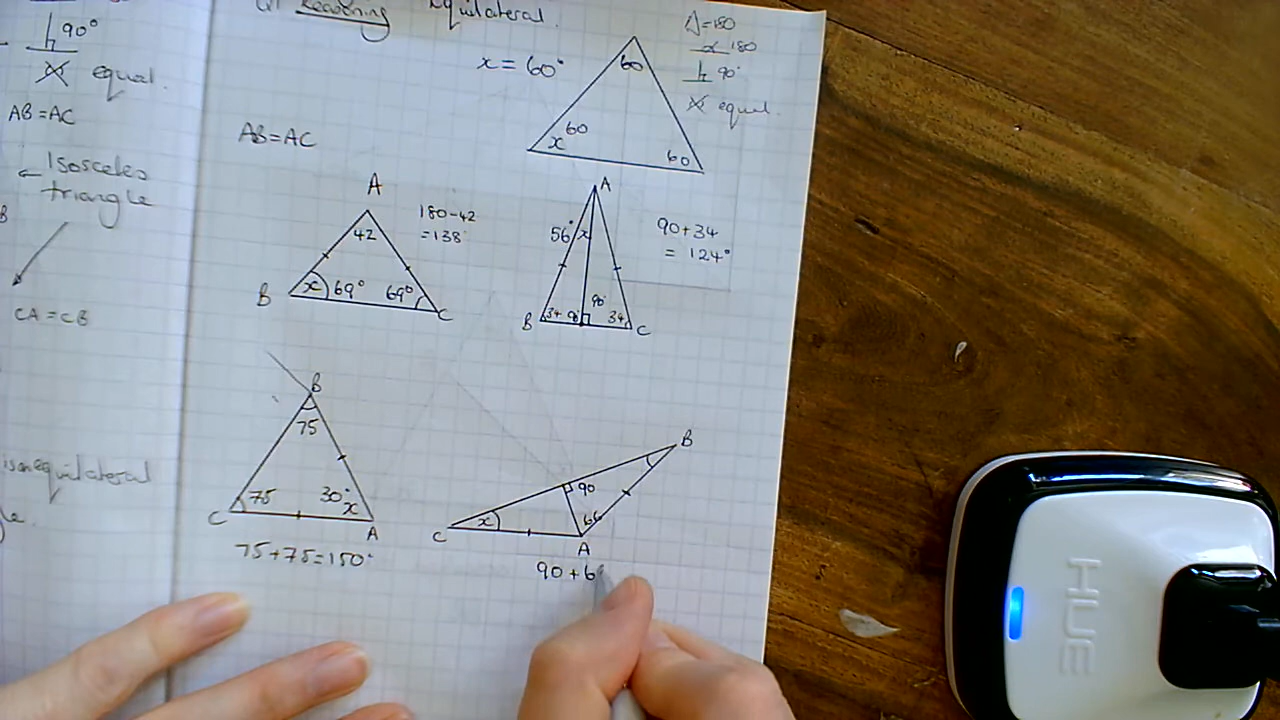 90°
equal.
AB=AC
Isosceles
triangle
B
CA=CB
Reasoning Equilateral.
x=60°
60
60
x
60
=180
180
90°
equal.
AB=AC
A
42
B
x 69° 69°
C
180-42
=138
A
56° x
90°
B 34 90 34 C
90+34
=124°
B
75
75 30° x
C A
75+75=150°
B
90
66
x
C
A
90+6
HUE